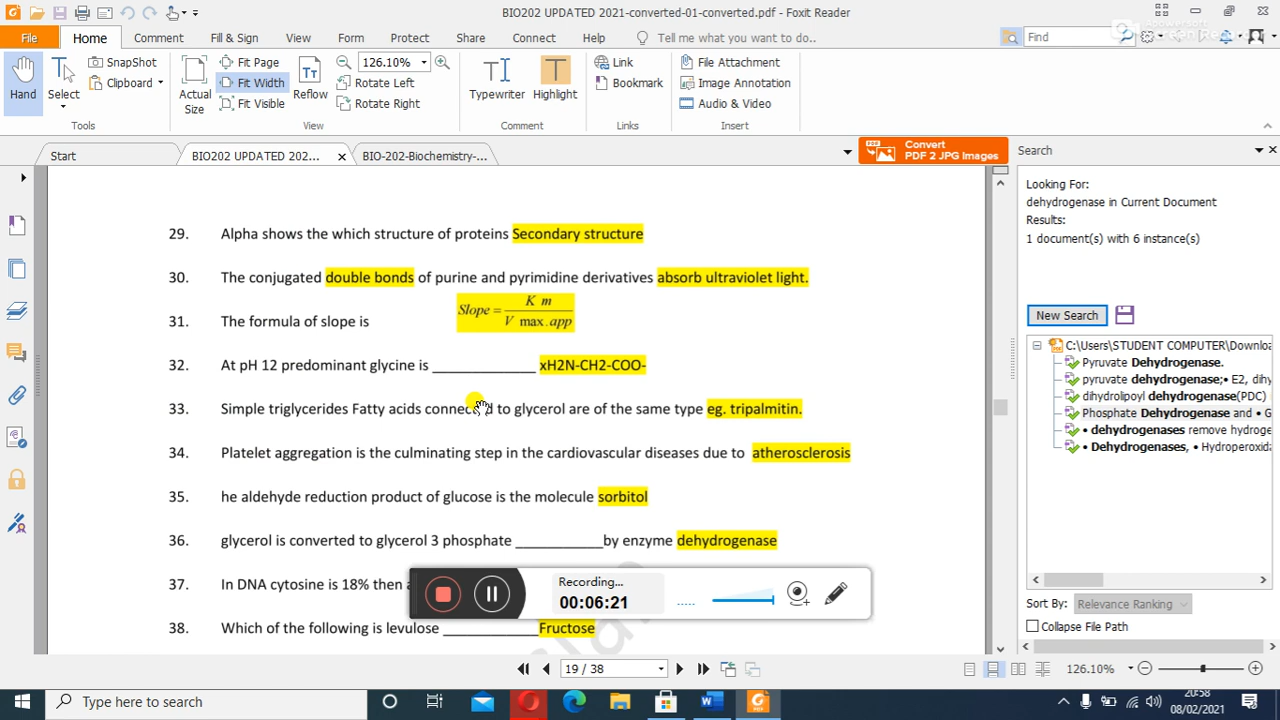 BIO202 UPDATED 2021-converted-01-converted.pdf - Foxit Reader
File Home Comment Fill & Sign View Form Protect Share Connect Help Tell me what you want to do.. Find
Hand
Select
SnapShot
Clipboard
Tools
Actual Size
Fit Page
Fit Width
Fit Visible
Reflow
126.10%
Rotate Left
Rotate Right
View
Typewriter
Highlight
Comment
Link
Bookmark
Links
File Attachment
Image Annotation
Audio & Video
Insert
Start BIO202 UPDATED 202... BIO-202-Biochemistry-...
Convert
PDF 2 JPG Images
29. Alpha shows the which structure of proteins Secondary structure
30. The conjugated double bonds of purine and pyrimidine derivatives absorb ultraviolet light.
31. The formula of slope is Slope = K m / V max.app
32. At pH 12 predominant glycine is ____________ xH2N-CH2-COO-
33. Simple triglycerides Fatty acids connected to glycerol are of the same type eg. tripalmitin.
34. Platelet aggregation is the culminating step in the cardiovascular diseases due to atherosclerosis
35. he aldehyde reduction product of glucose is the molecule sorbitol
36. glycerol is converted to glycerol 3 phosphate __________by enzyme dehydrogenase
37. In DNA cytosine is 18% then
38. Which of the following is levulose ___________Fructose
Recording...
00:06:21
Search
Looking For:
dehydrogenase in Current Document
Results:
1 document(s) with 6 instance(s)
New Search
C:\Users\STUDENT COMPUTER\Downloa
Pyruvate Dehydrogenase.
pyruvate dehydrogenase;• E2, dihy
dihydrolipoyl dehydrogenase(PDC)
Phosphate Dehydrogenase and • G
• dehydrogenases remove hydroge
• Dehydrogenases, • Hydroperoxida
Sort By: Relevance Ranking
Collapse File Path
19 / 38
126.10%
Type here to search
20:58
08/02/2021